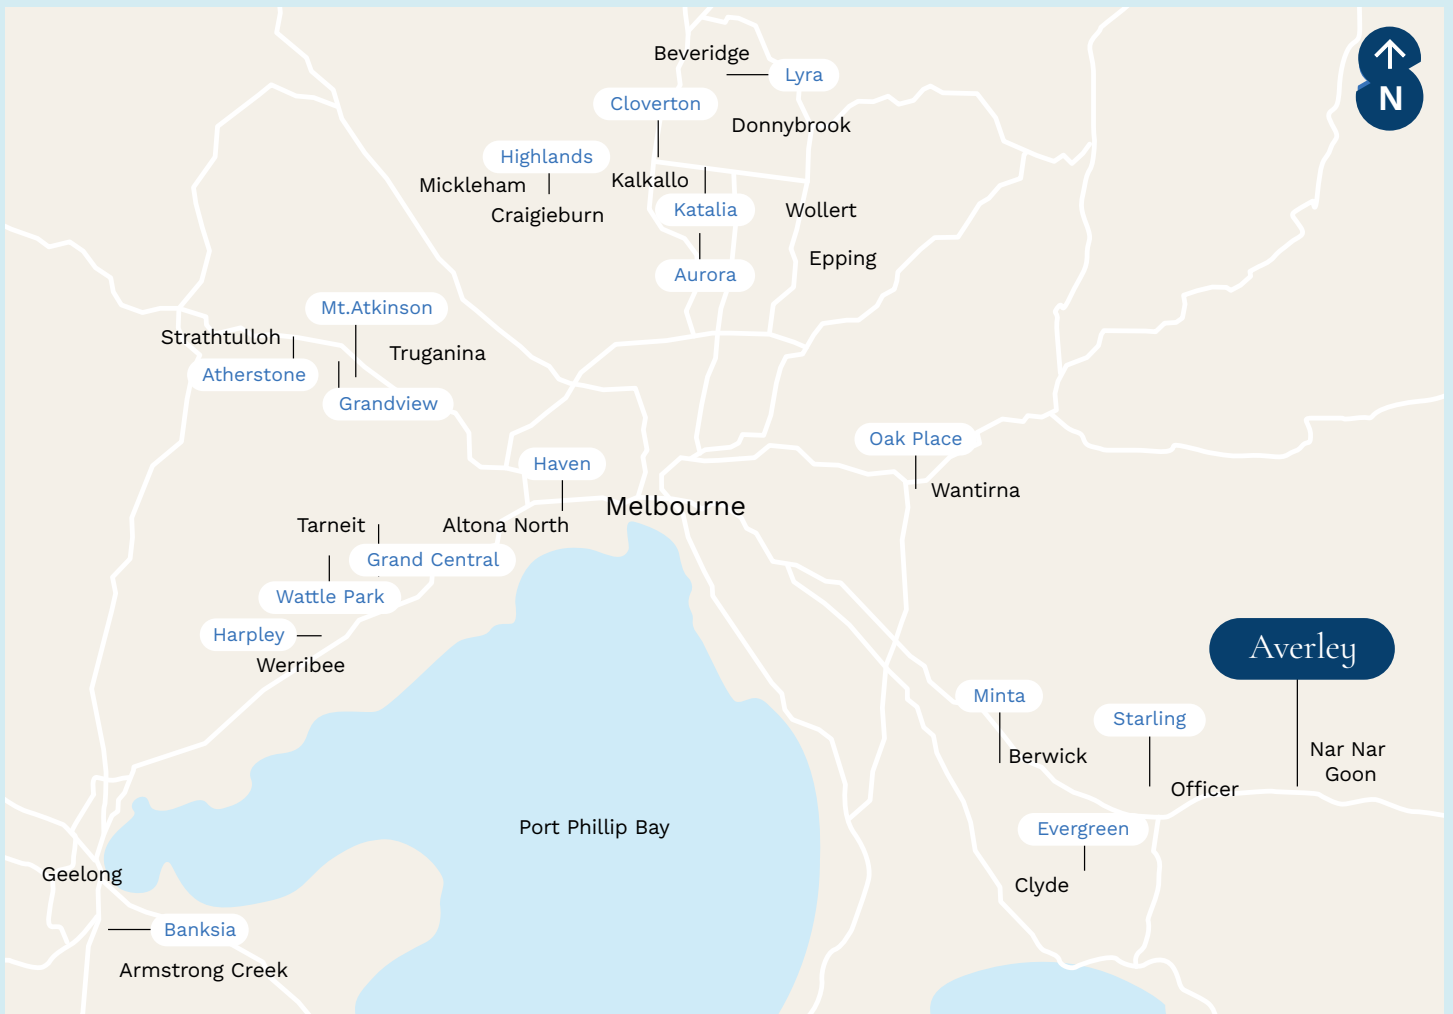 Beveridge
Lyra
Cloverton
N
Donnybrook
Highlands
Mickleham
Kalkallo
Craigieburn
Katalia
Wollert
Epping
Aurora
Mt.Atkinson
Strathtulloh
Truganina
Atherstone
Grandview
Oak Place
Haven
Wantirna
Melbourne
Tarneit
Altona North
Grand Central
Wattle Park
Harpley
Werribee
Averley
Minta
Starling
Nar Nar
Goon
Berwick
Officer
Port Phillip Bay
Evergreen
Geelong
Clyde
Banksia
Armstrong Creek